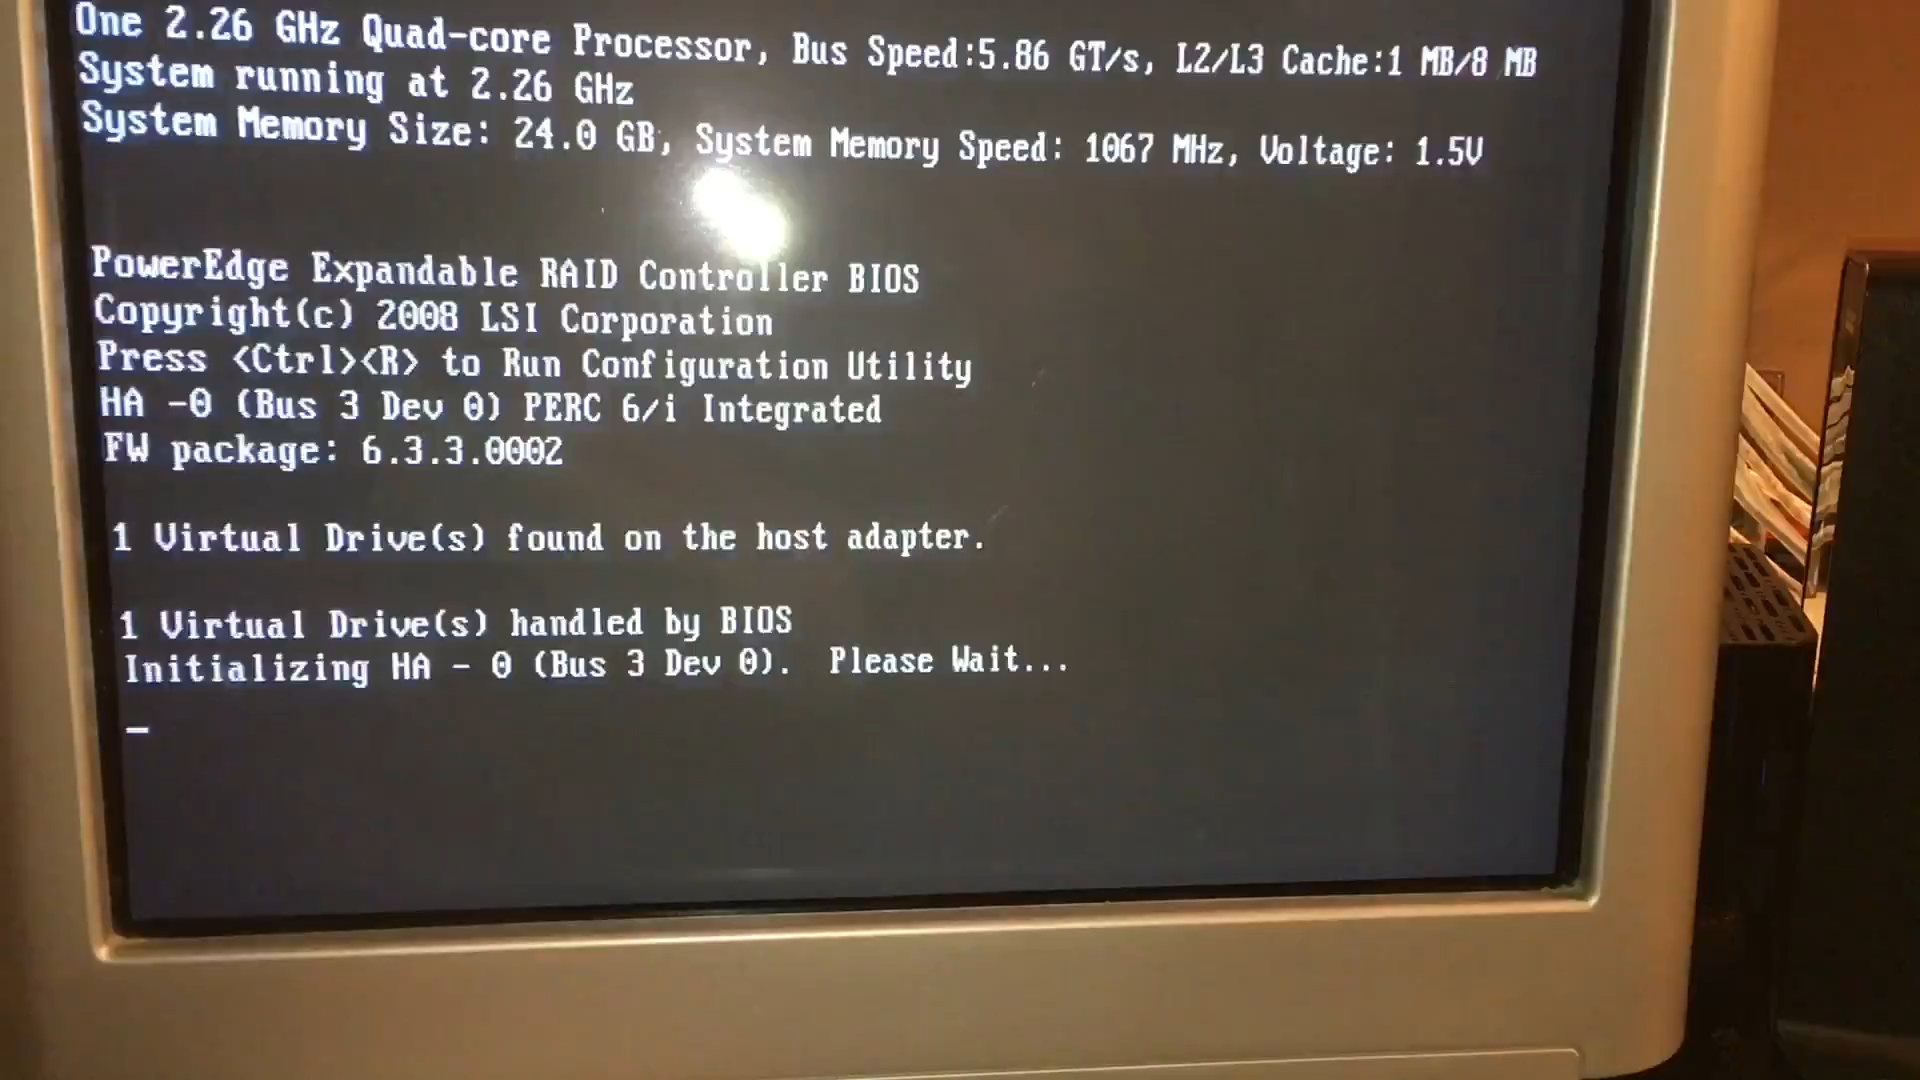 One 2.26 GHz Quad-core Processor, Bus Speed:5.86 GT/s, L2/L3 Cache:1 MB/8 MB
System running at 2.26 GHz
System Memory Size: 24.0 GB, System Memory Speed: 1067 MHz, Voltage: 1.5V
PowerEdge Expandable RAID Controller BIOS
Copyright(c) 2008 LSI Corporation
Press <Ctrl><R> to Run Configuration Utility
HA -0 (Bus 3 Dev 0) PERC 6/i Integrated
FW package: 6.3.3.0002
1 Virtual Drive(s) found on the host adapter.
1 Virtual Drive(s) handled by BIOS
Initializing HA - 0 (Bus 3 Dev 0).  Please Wait...
_